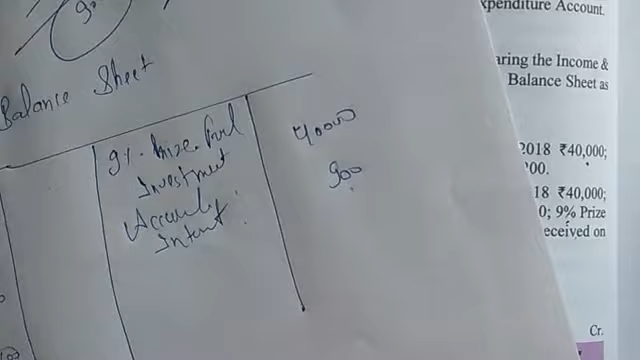 xpenditure Account.
aring the Income &
Balance Sheet as
2018 ₹40,000;
'00.
18 ₹40,000;
0; 9% Prize
eceived on
Cr.
Balance Sheet
9%. Prize Fund
Investment
Accrued
Interest
40000
900